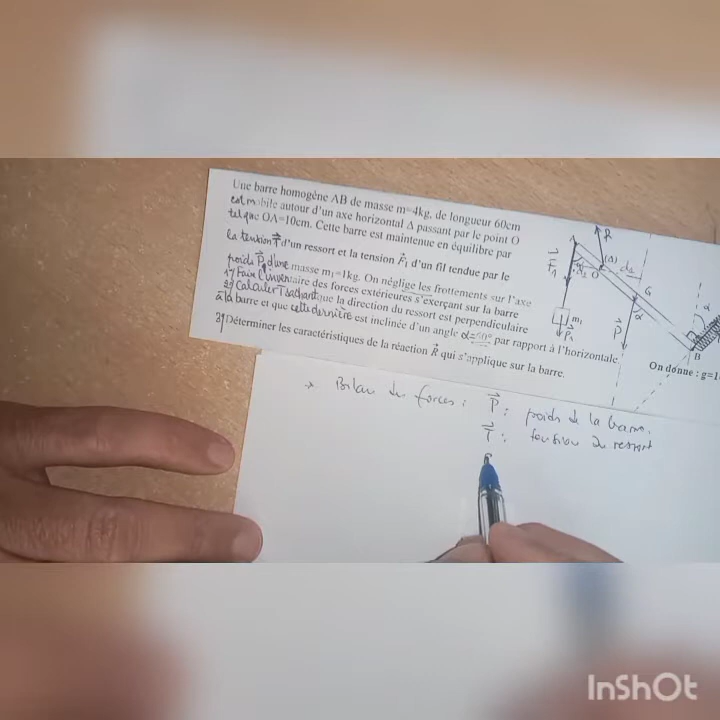 Une barre homogène AB de masse m=4kg, de longueur 60cm
est mobile autour d'un axe horizontal Δ passant par le point O
tel que OA=10cm. Cette barre est maintenue en équilibre par
la tension T⃗ d'un ressort et la tension F⃗₁ d'un fil tendue par le
poids P⃗₁ d'une masse m₁=1kg. On néglige les frottements sur l'axe
1°/ Faire l'inventaire des forces extérieures s'exerçant sur la barre
2°/ Calculer T sachant que la direction du ressort est perpendiculaire
à la barre et que cette dernière est inclinée d'un angle α=50° par rapport à l'horizontale
3°/ Déterminer les caractéristiques de la réaction R⃗ qui s'applique sur la barre.
R⃗
A
(Δ)
F⃗₁
d₂
O
G
α
m₁
P⃗₁
P⃗
α
B
On donne : g=1
* Bilan des forces : P⃗ : poids de la barre.
T⃗ : tension du ressort
InShOt